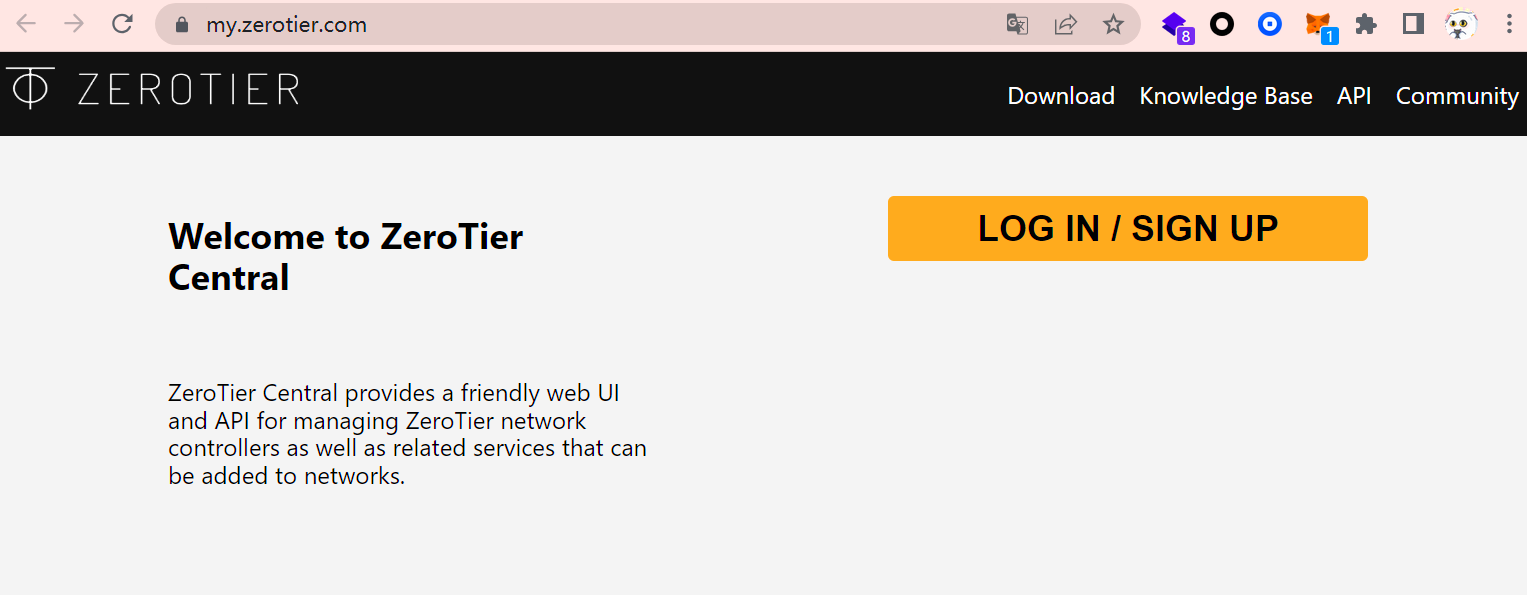 my.zerotier.com
8
1
ZEROTIER
Download Knowledge Base API Community
Welcome to ZeroTier
Central
LOG IN / SIGN UP
ZeroTier Central provides a friendly web UI
and API for managing ZeroTier network
controllers as well as related services that can
be added to networks.